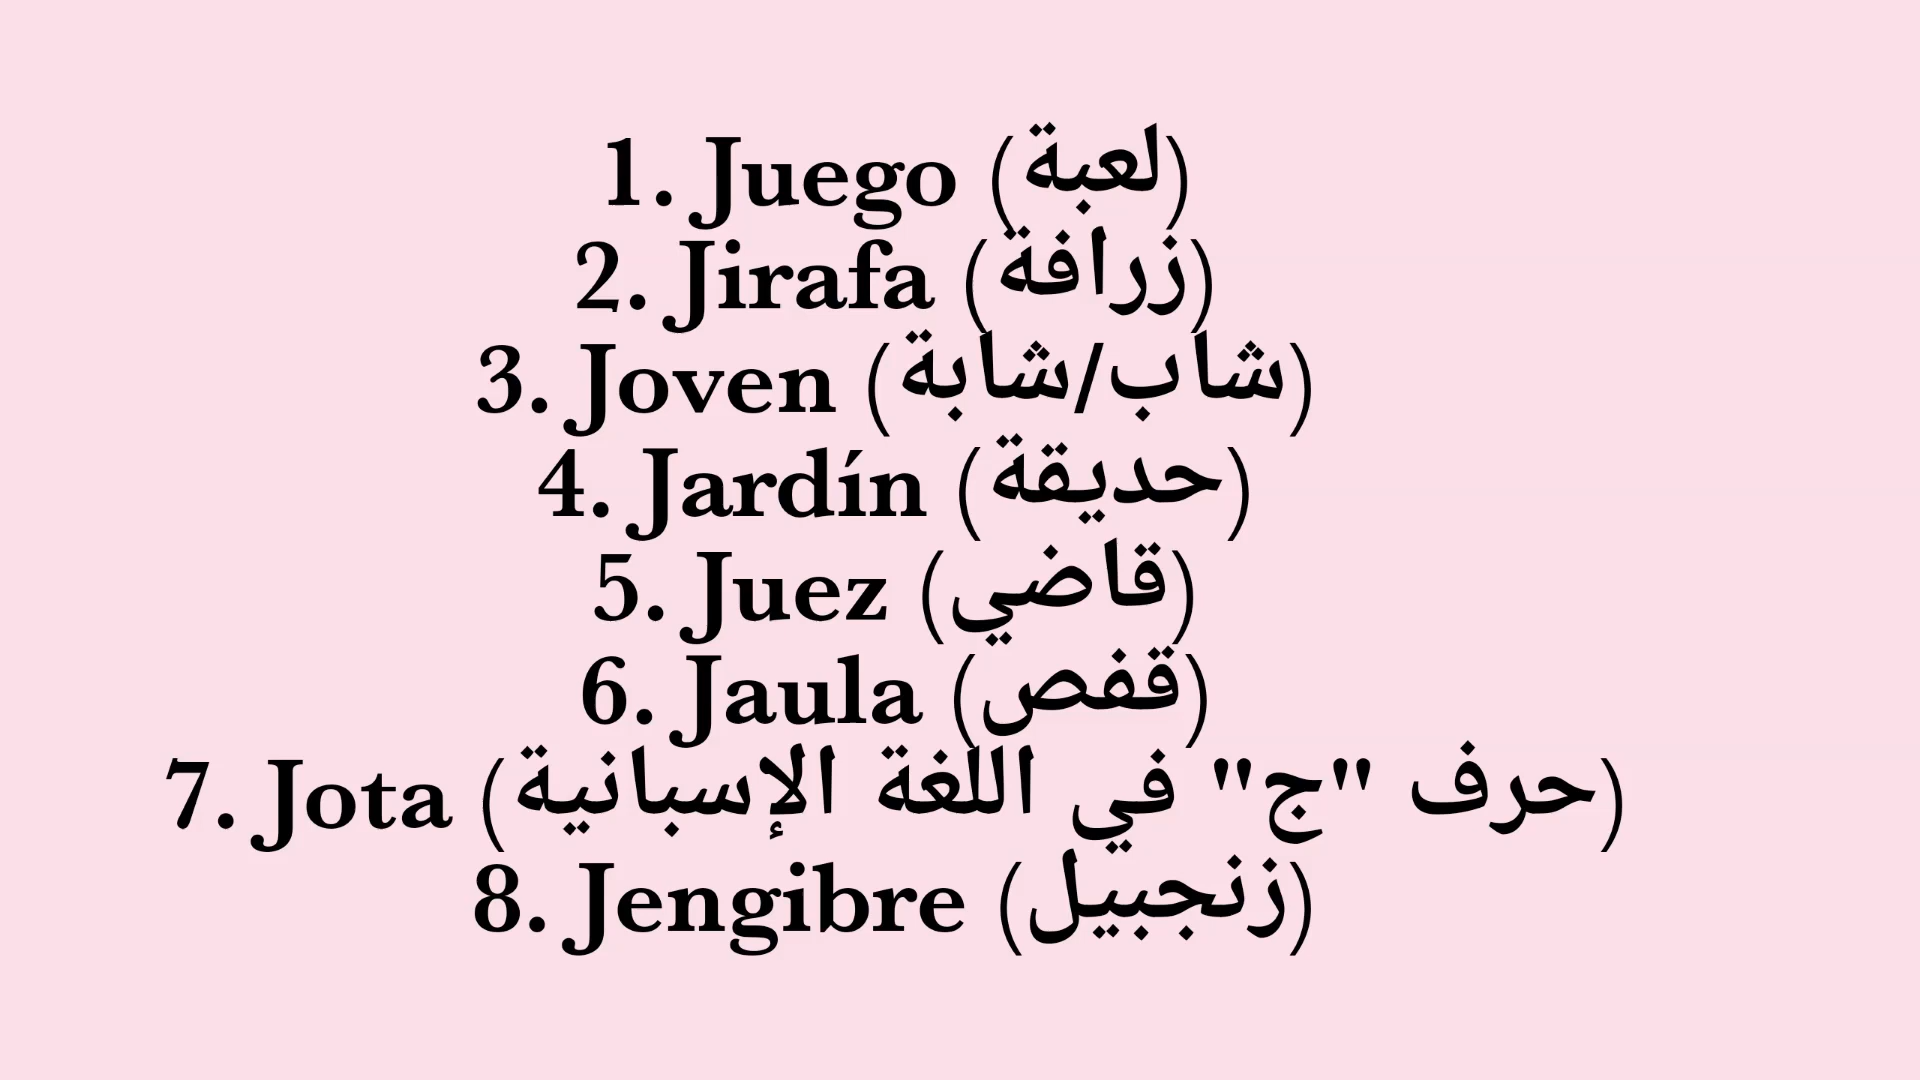 1. Juego (لعبة)
2. Jirafa (زرافة)
3. Joven (شاب/شابة)
4. Jardín (حديقة)
5. Juez (قاضي)
6. Jaula (قفص)
7. Jota (حرف "ج" في اللغة الإسبانية)
8. Jengibre (زنجبيل)